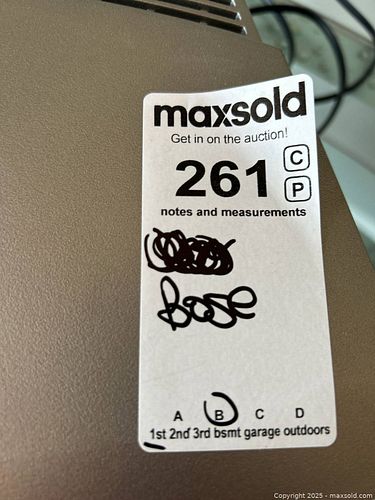 maxsold
Get in on the auction!
261 C
P
notes and measurements
Bose
A B C D
1st 2nd 3rd bsmt garage outdoors
Copyright 2025 - maxsold.com